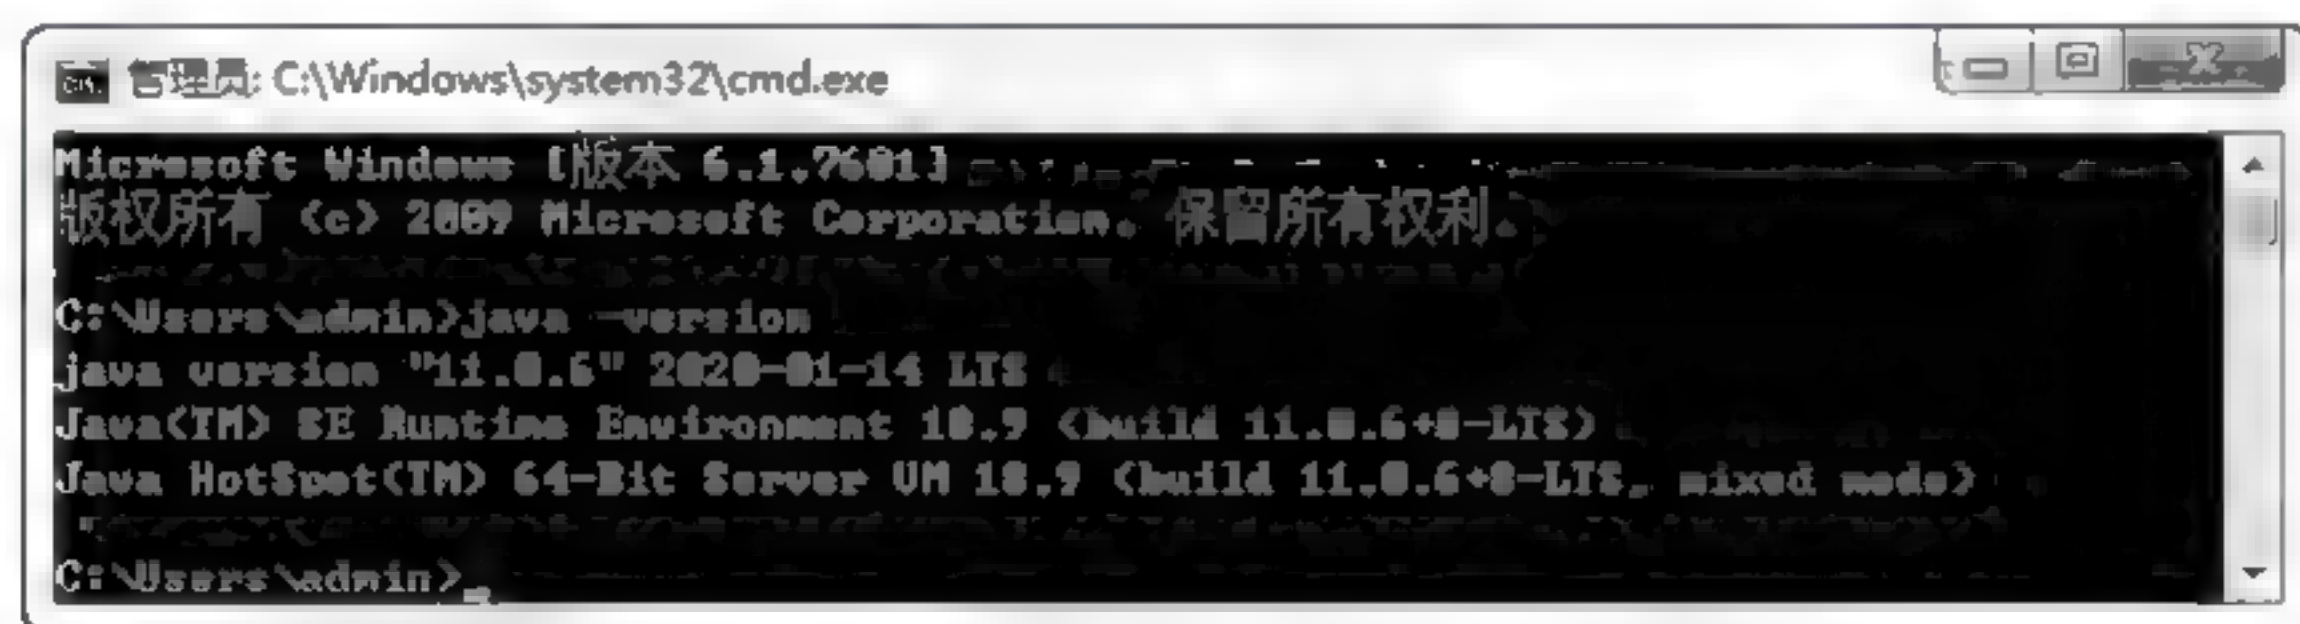 管理员: C:\Windows\system32\cmd.exe
Microsoft Windows [版本 6.1.7601]
版权所有 (c) 2009 Microsoft Corporation。保留所有权利。
C:\Users\admin>java -version
java version "11.0.6" 2020-01-14 LTS
Java(TM) SE Runtime Environment 18.9 (build 11.0.6+8-LTS)
Java HotSpot(TM) 64-Bit Server VM 18.9 (build 11.0.6+8-LTS, mixed mode)
C:\Users\admin>